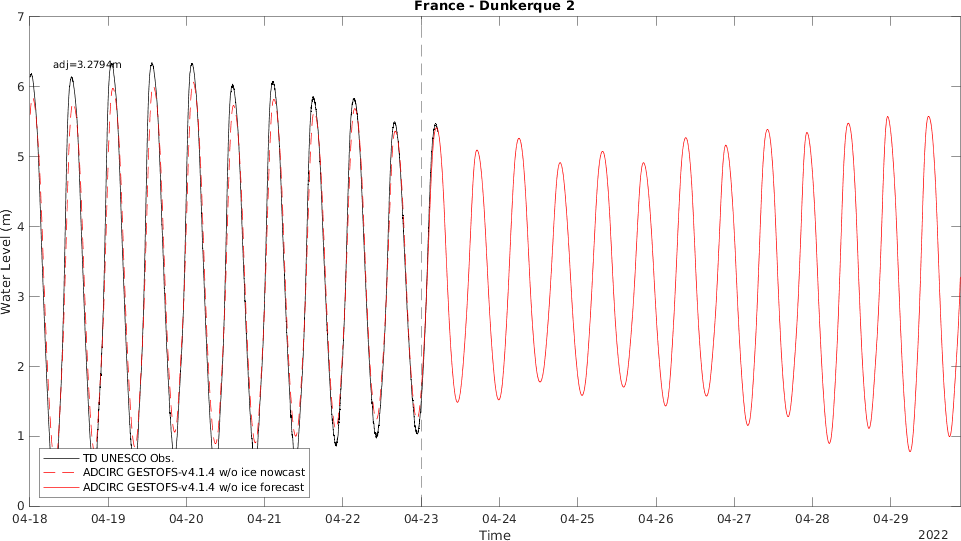 France - Dunkerque 2
7
adj=3.2794m
6
5
4
3
2
1
0
Water Level (m)
TD UNESCO Obs.
ADCIRC GESTOFS-v4.1.4 w/o ice nowcast
ADCIRC GESTOFS-v4.1.4 w/o ice forecast
04-18 04-19 04-20 04-21 04-22 04-23 04-24 04-25 04-26 04-27 04-28 04-29
Time
2022